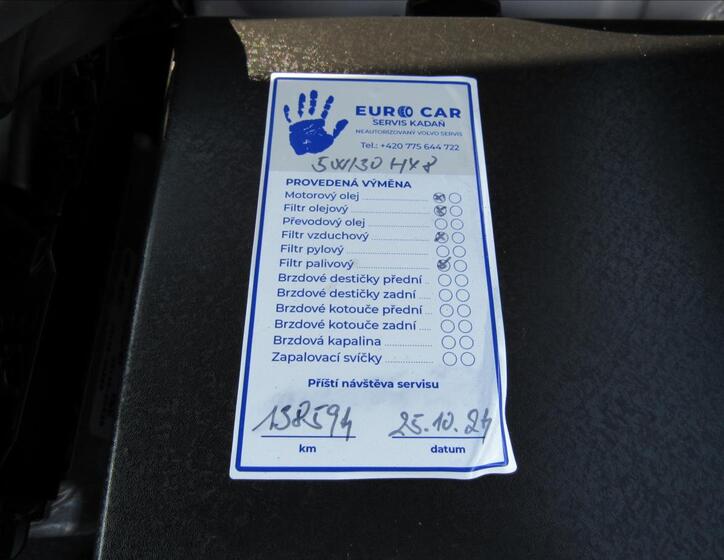 EURO CAR
SERVIS KADAŇ
NEAUTORIZOVANÝ VOLVO SERVIS
Tel.: +420 775 644 722
5W130 HX8
PROVEDENÁ VÝMĚNA
Motorový olej
Filtr olejový
Převodový olej
Filtr vzduchový
Filtr pylový
Filtr palivový
Brzdové destičky přední
Brzdové destičky zadní
Brzdové kotouče přední
Brzdové kotouče zadní
Brzdová kapalina
Zapalovací svíčky
Příští návštěva servisu
138594 25.10.24
km datum